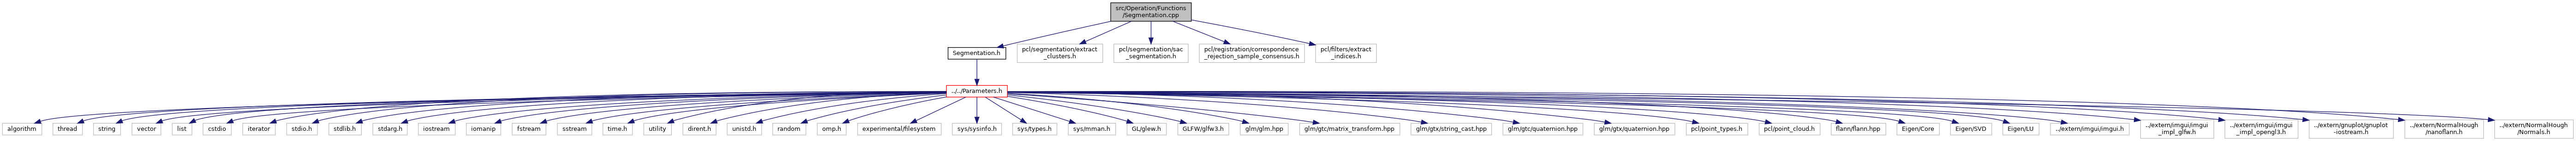 src/Operation/Functions
/Segmentation.cpp
Segmentation.h
pcl/segmentation/extract
_clusters.h
pcl/segmentation/sac
_segmentation.h
pcl/registration/correspondence
_rejection_sample_consensus.h
pcl/filters/extract
_indices.h
../../Parameters.h
algorithm
thread
string
vector
list
cstdio
iterator
stdio.h
stdlib.h
stdarg.h
iostream
iomanip
fstream
sstream
time.h
utility
dirent.h
unistd.h
random
omp.h
experimental/filesystem
sys/sysinfo.h
sys/types.h
sys/mman.h
GL/glew.h
GLFW/glfw3.h
glm/glm.hpp
glm/gtc/matrix_transform.hpp
glm/gtx/string_cast.hpp
glm/gtc/quaternion.hpp
glm/gtx/quaternion.hpp
pcl/point_types.h
pcl/point_cloud.h
flann/flann.hpp
Eigen/Core
Eigen/SVD
Eigen/LU
../extern/imgui/imgui.h
../extern/imgui/imgui
_impl_glfw.h
../extern/imgui/imgui
_impl_opengl3.h
../extern/gnuplot/gnuplot
-iostream.h
../extern/NormalHough
/nanoflann.h
../extern/NormalHough
/Normals.h